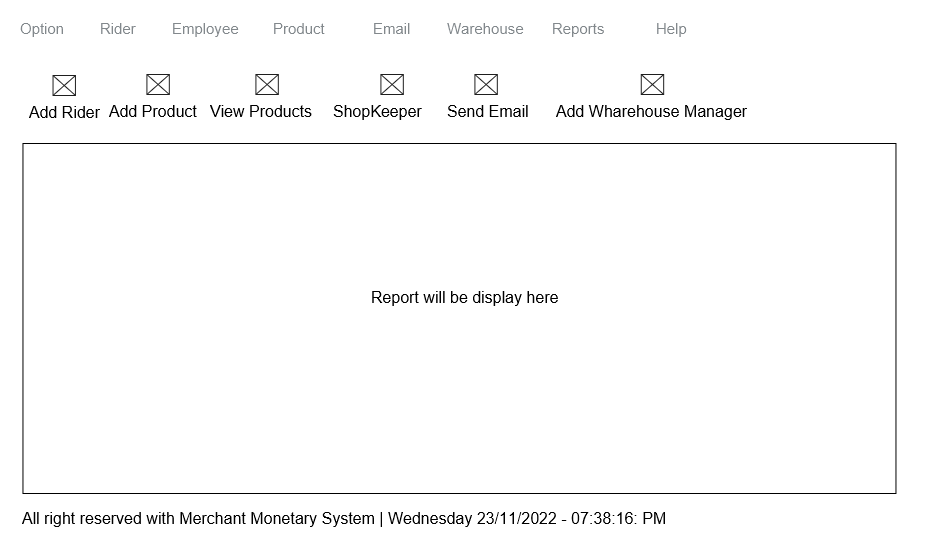 Option Rider Employee Product Email Warehouse Reports Help
Add Rider Add Product View Products ShopKeeper Send Email Add Wharehouse Manager
Report will be display here
All right reserved with Merchant Monetary System | Wednesday 23/11/2022 - 07:38:16: PM